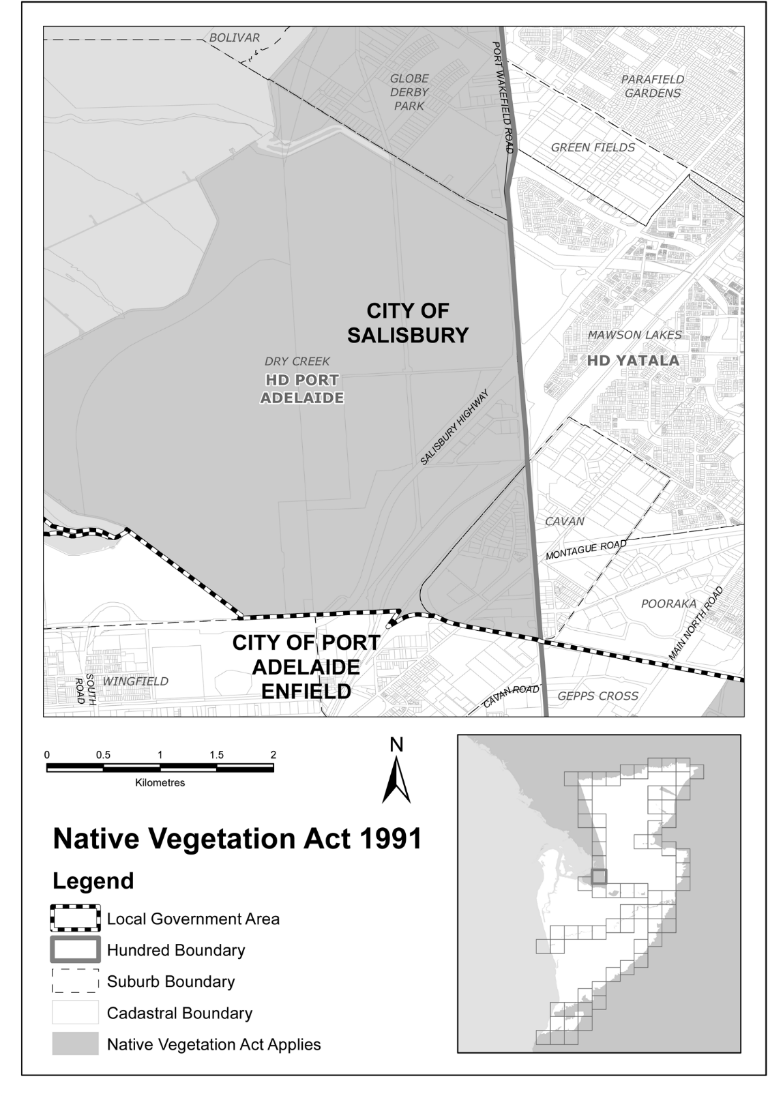 BOLIVAR
GLOBE
DERBY
PARK
PORT WAKEFIELD ROAD
PARAFIELD
GARDENS
GREEN FIELDS
CITY OF
SALISBURY
MAWSON LAKES
HD YATALA
DRY CREEK
HD PORT
ADELAIDE
SALISBURY HIGHWAY
CAVAN
MONTAGUE ROAD
POORAKA
MAIN NORTH ROAD
CITY OF PORT
ADELAIDE
ENFIELD
SOUTH
ROAD
WINGFIELD
CAVAN ROAD
GEPPS CROSS
0 0.5 1 1.5 2
Kilometres
N
Native Vegetation Act 1991
Legend
Local Government Area
Hundred Boundary
Suburb Boundary
Cadastral Boundary
Native Vegetation Act Applies